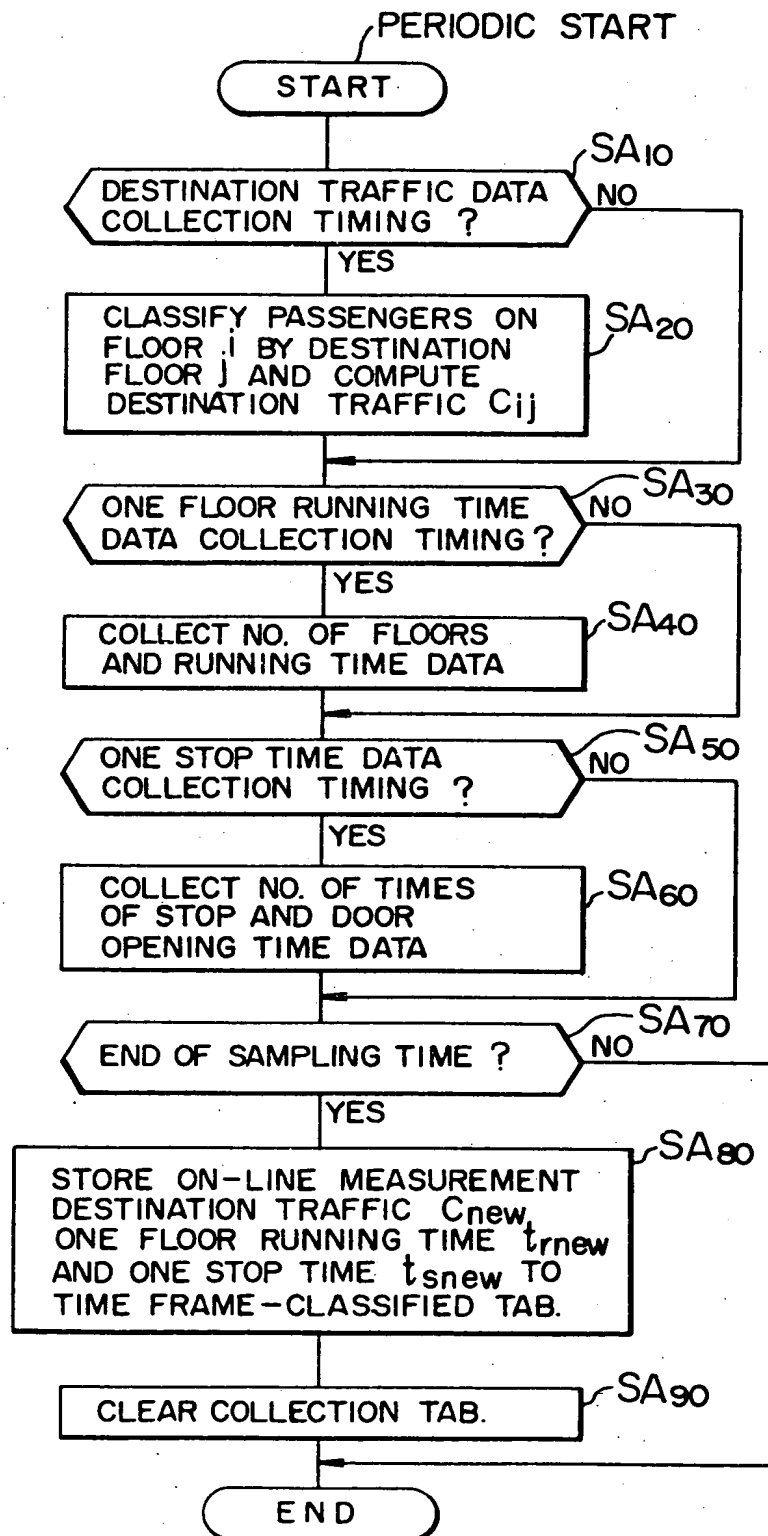 PERIODIC START
START
SA10
DESTINATION TRAFFIC DATA
COLLECTION TIMING ?
NO
YES
CLASSIFY PASSENGERS ON
FLOOR i BY DESTINATION
FLOOR j AND COMPUTE
DESTINATION TRAFFIC Cij
SA20
SA30
ONE FLOOR RUNNING TIME
DATA COLLECTION TIMING ?
NO
YES
COLLECT NO. OF FLOORS
AND RUNNING TIME DATA
SA40
SA50
ONE STOP TIME DATA
COLLECTION TIMING ?
NO
YES
COLLECT NO. OF TIMES
OF STOP AND DOOR
OPENING TIME DATA
SA60
SA70
END OF SAMPLING TIME ?
NO
YES
SA80
STORE ON-LINE MEASUREMENT
DESTINATION TRAFFIC Cnew,
ONE FLOOR RUNNING TIME trnew
AND ONE STOP TIME tsnew TO
TIME FRAME-CLASSIFIED TAB.
SA90
CLEAR COLLECTION TAB.
END